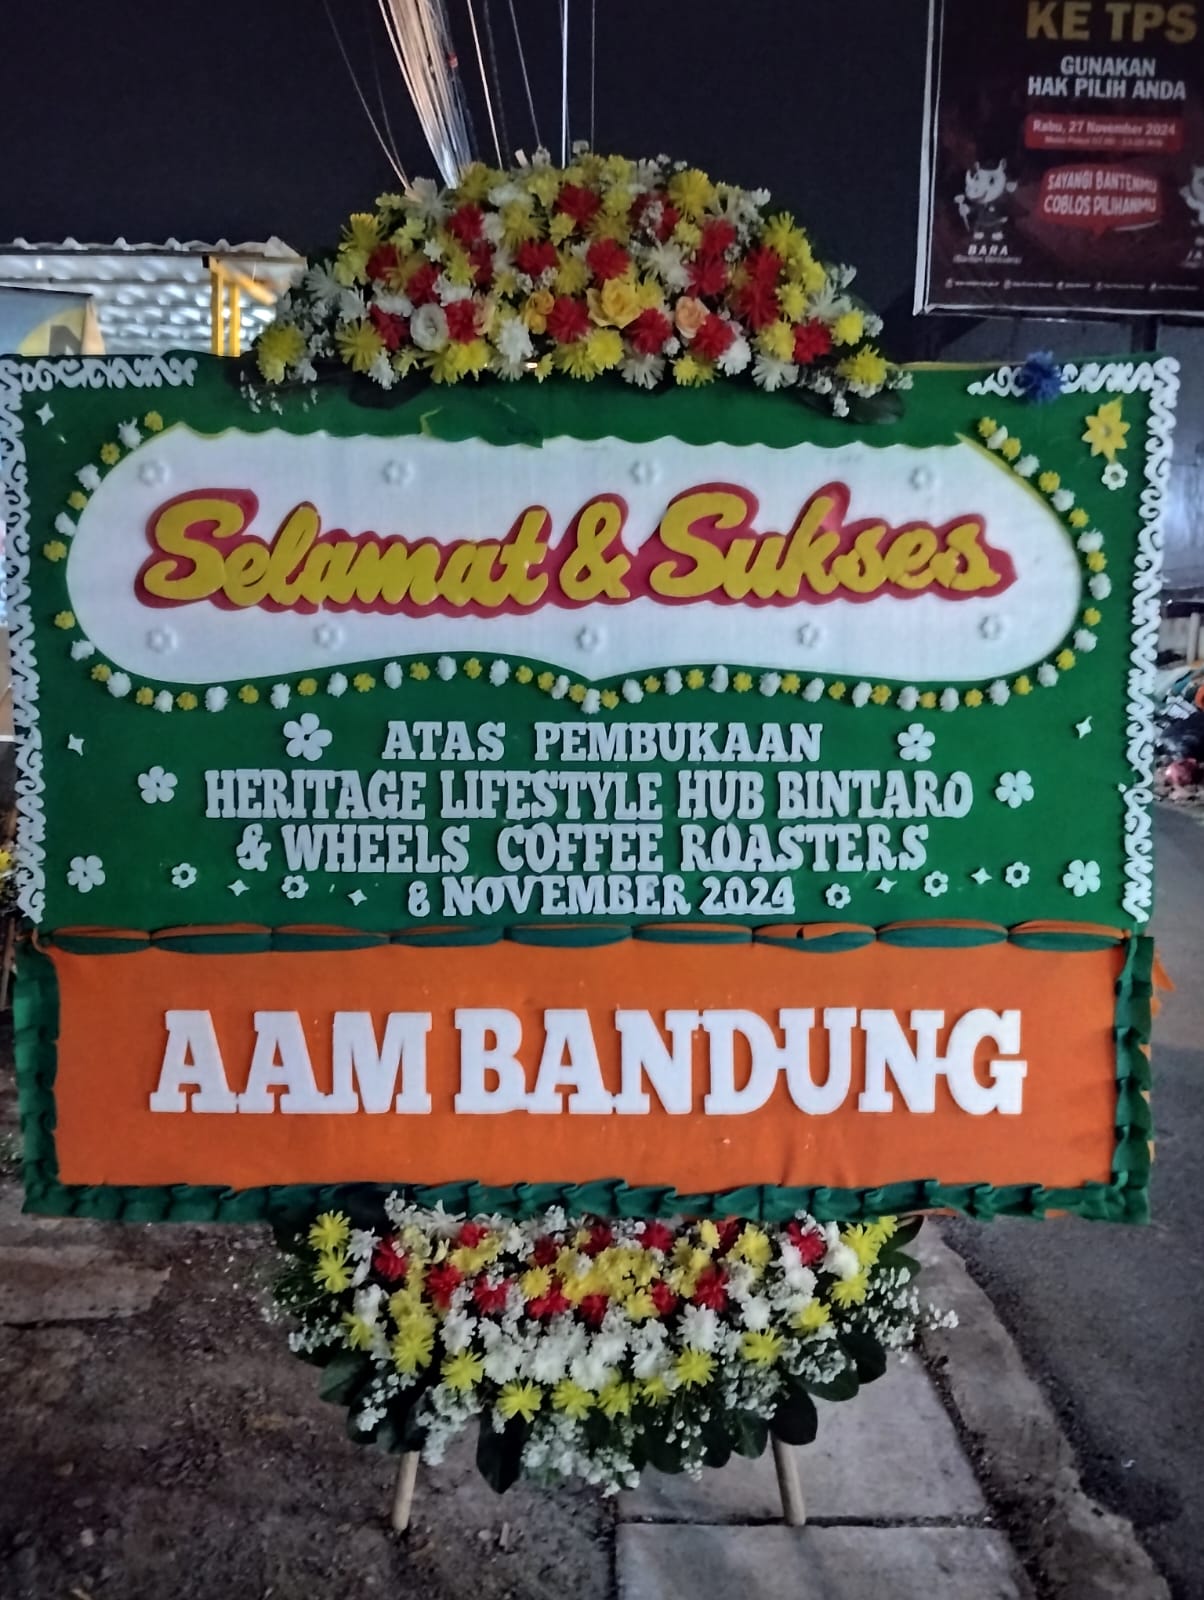 KE TPS
GUNAKAN
HAK PILIH ANDA
Rabu, 27 November 2024
SAYANGI BANTENMU
COBLOS PILIHANMU
BARA
Selamat & Sukses
ATAS PEMBUKAAN
HERITAGE LIFESTYLE HUB BINTARO
& WHEELS COFFEE ROASTERS
8 NOVEMBER 2024
AAM BANDUNG